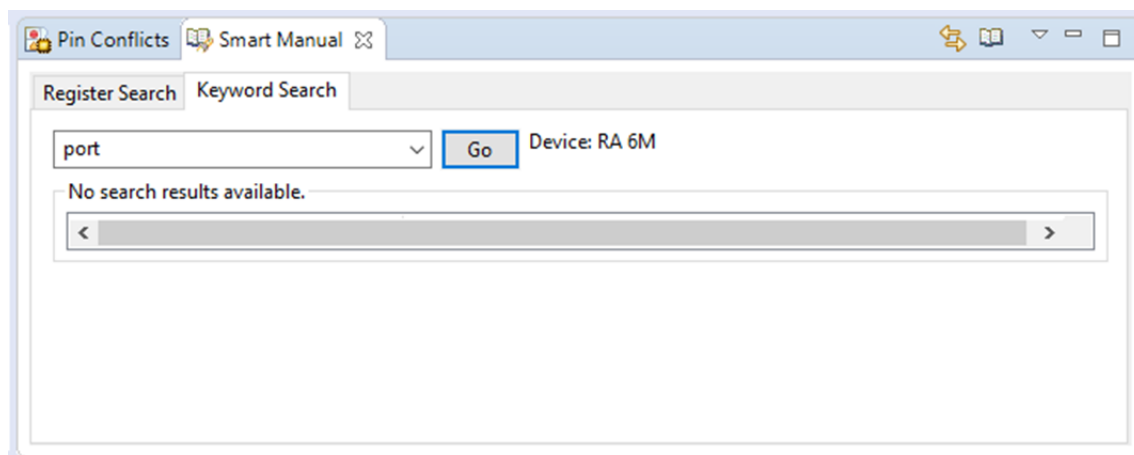 Pin Conflicts Smart Manual
Register Search Keyword Search
port Go Device: RA 6M
No search results available.